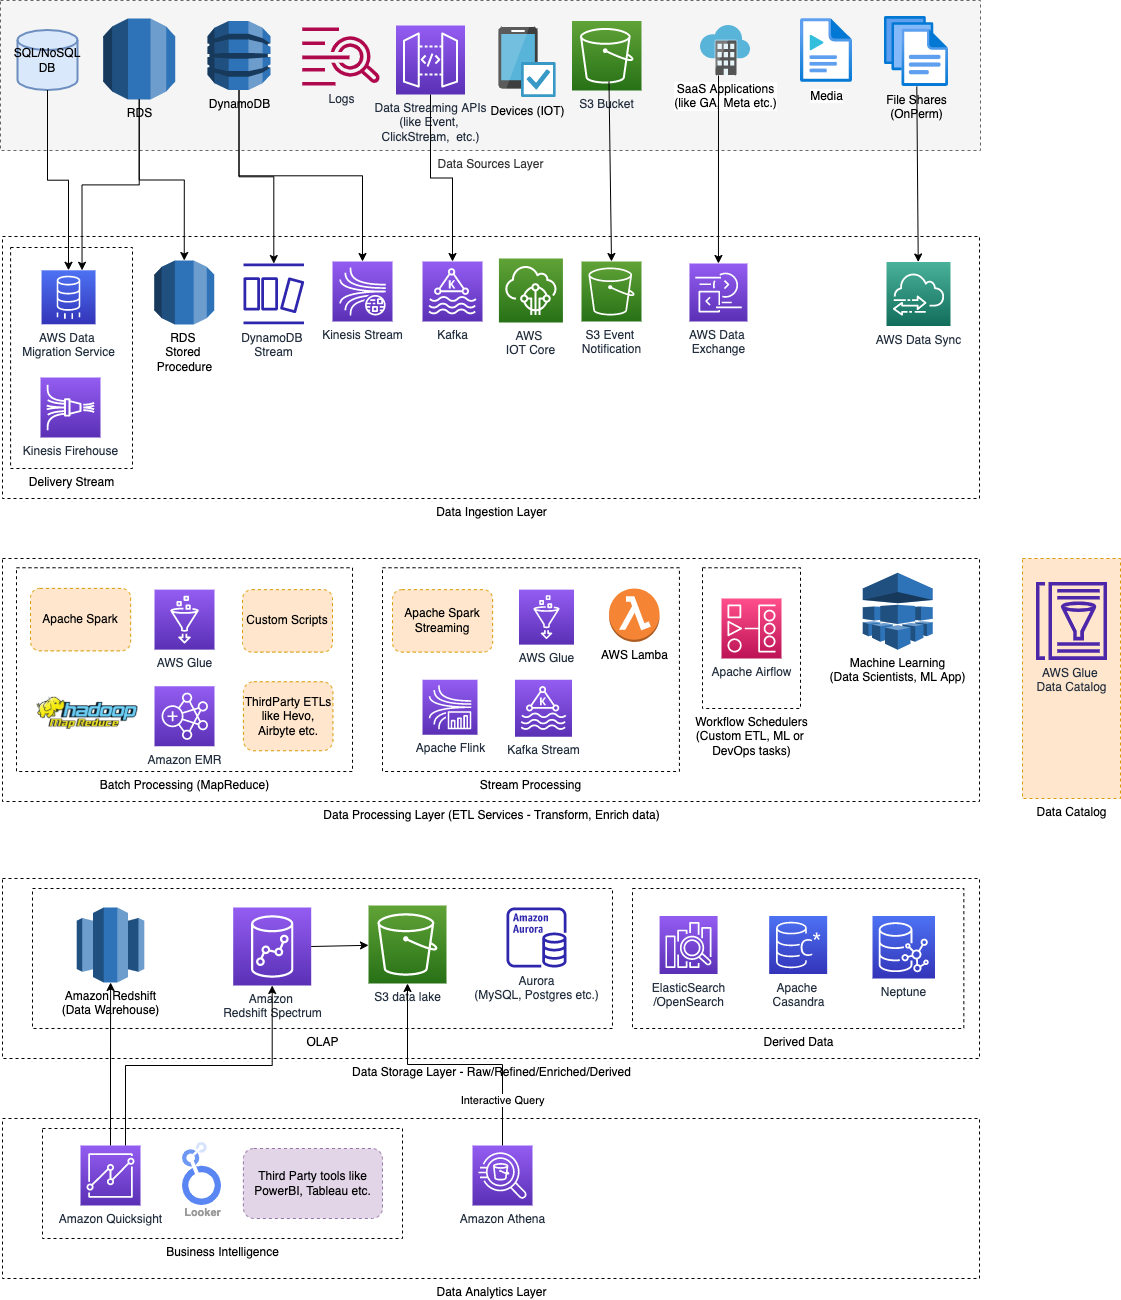 SQL/NoSQL
DB
RDS
DynamoDB
Logs
Data Streaming APIs
(like Event,
ClickStream, etc.)
Devices (IOT)
S3 Bucket
SaaS Applications
(like GA, Meta etc.)
Media
File Shares
(OnPerm)
Data Sources Layer
AWS Data
Migration Service
RDS
Stored
Procedure
DynamoDB
Stream
Kinesis Stream
K
Kafka
AWS
IOT Core
S3 Event
Notification
AWS Data
Exchange
AWS Data Sync
Kinesis Firehouse
Delivery Stream
Data Ingestion Layer
Apache Spark
AWS Glue
Custom Scripts
hadoop
Map Reduce
Amazon EMR
ThirdParty ETLs
like Hevo,
Airbyte etc.
Batch Processing (MapReduce)
Apache Spark
Streaming
AWS Glue
AWS Lamba
Apache Flink
K
Kafka Stream
Stream Processing
Apache Airflow
Workflow Schedulers
(Custom ETL, ML or
DevOps tasks)
Machine Learning
(Data Scientists, ML App)
Data Processing Layer (ETL Services - Transform, Enrich data)
AWS Glue
Data Catalog
Data Catalog
Amazon Redshift
(Data Warehouse)
Amazon
Redshift Spectrum
S3 data lake
Amazon
Aurora
Aurora
(MySQL, Postgres etc.)
OLAP
ElasticSearch
/OpenSearch
C*
Apache
Casandra
Neptune
Derived Data
Data Storage Layer - Raw/Refined/Enriched/Derived
Interactive Query
Amazon Quicksight
Looker
Third Party tools like
PowerBI, Tableau etc.
Business Intelligence
Amazon Athena
Data Analytics Layer